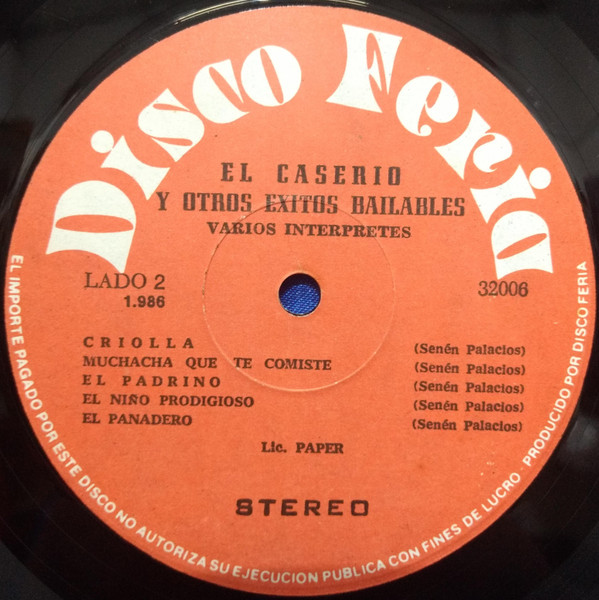 Disco Feria
EL CASERIO
Y OTROS EXITOS BAILABLES
VARIOS INTERPRETES
LADO 2
1.986
32006
CRIOLLA (Senén Palacios)
MUCHACHA QUE TE COMISTE (Senén Palacios)
EL PADRINO (Senén Palacios)
EL NIÑO PRODIGIOSO (Senén Palacios)
EL PANADERO (Senén Palacios)
Lic. PAPER
STEREO
EL IMPORTE PAGADO POR ESTE DISCO NO AUTORIZA SU EJECUCION PUBLICA CON FINES DE LUCRO - PRODUCIDO POR DISCO FERIA